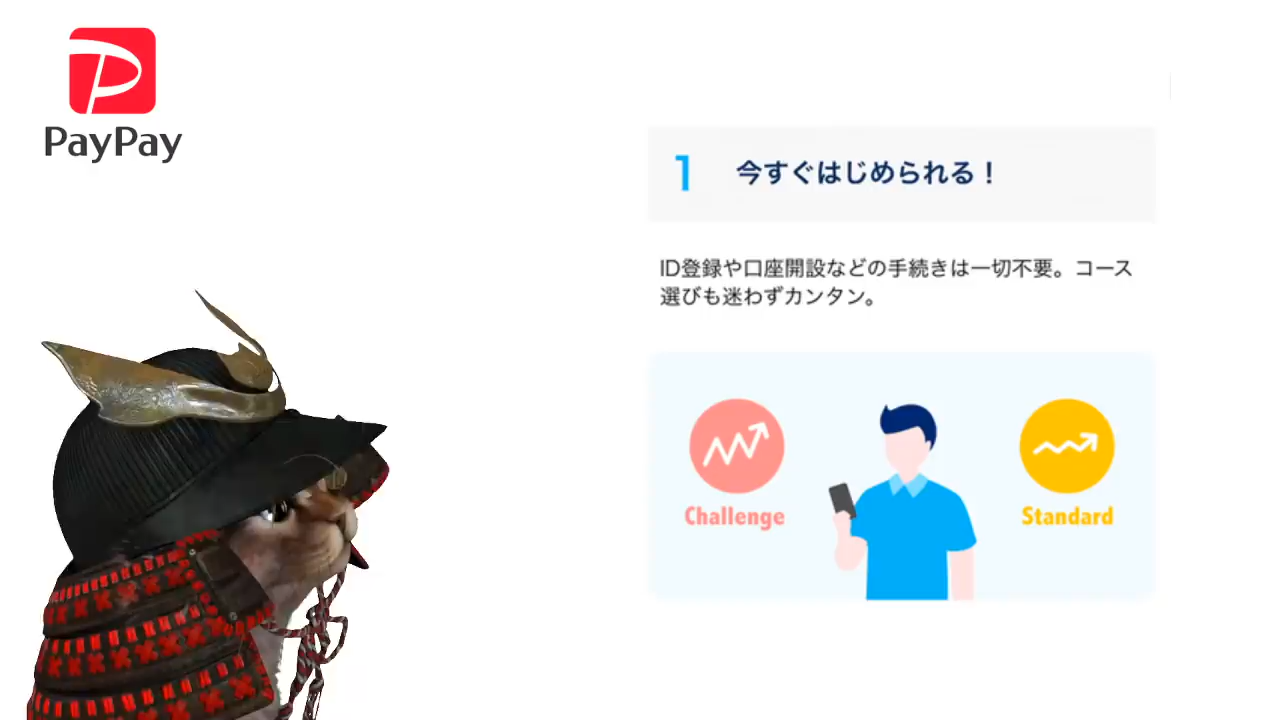 PayPay
1 今すぐはじめられる！
ID登録や口座開設などの手続きは一切不要。コース
選びも迷わずカンタン。
Challenge
Standard